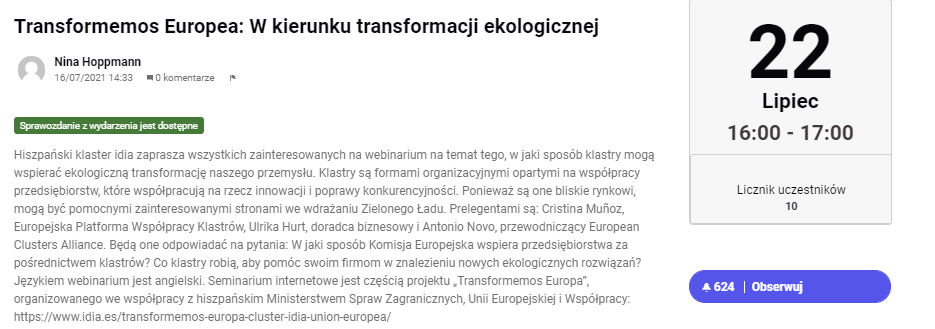 Transformemos Europea: W kierunku transformacji ekologicznej
Nina Hoppmann
16/07/2021 14:33 0 komentarze
Sprawozdanie z wydarzenia jest dostępne
Hiszpański klaster idia zaprasza wszystkich zainteresowanych na webinarium na temat tego, w jaki sposób klastry mogą
wspierać ekologiczną transformację naszego przemysłu. Klastry są formami organizacyjnymi opartymi na współpracy
przedsiębiorstw, które współpracują na rzecz innowacji i poprawy konkurencyjności. Ponieważ są one bliskie rynkowi,
mogą być pomocnymi zainteresowanymi stronami we wdrażaniu Zielonego Ładu. Prelegentami są: Cristina Muñoz,
Europejska Platforma Współpracy Klastrów, Ulrika Hurt, doradca biznesowy i Antonio Novo, przewodniczący European
Clusters Alliance. Będą one odpowiadać na pytania: W jaki sposób Komisja Europejska wspiera przedsiębiorstwa za
pośrednictwem klastrów? Co klastry robią, aby pomóc swoim firmom w znalezieniu nowych ekologicznych rozwiązań?
Językiem webinarium jest angielski. Seminarium internetowe jest częścią projektu „Transformemos Europa”,
organizowanego we współpracy z hiszpańskim Ministerstwem Spraw Zagranicznych, Unii Europejskiej i Współpracy:
https://www.idia.es/transformemos-europa-cluster-idia-union-europea/
22
Lipiec
16:00 - 17:00
Licznik uczestników
10
624 | Obserwuj